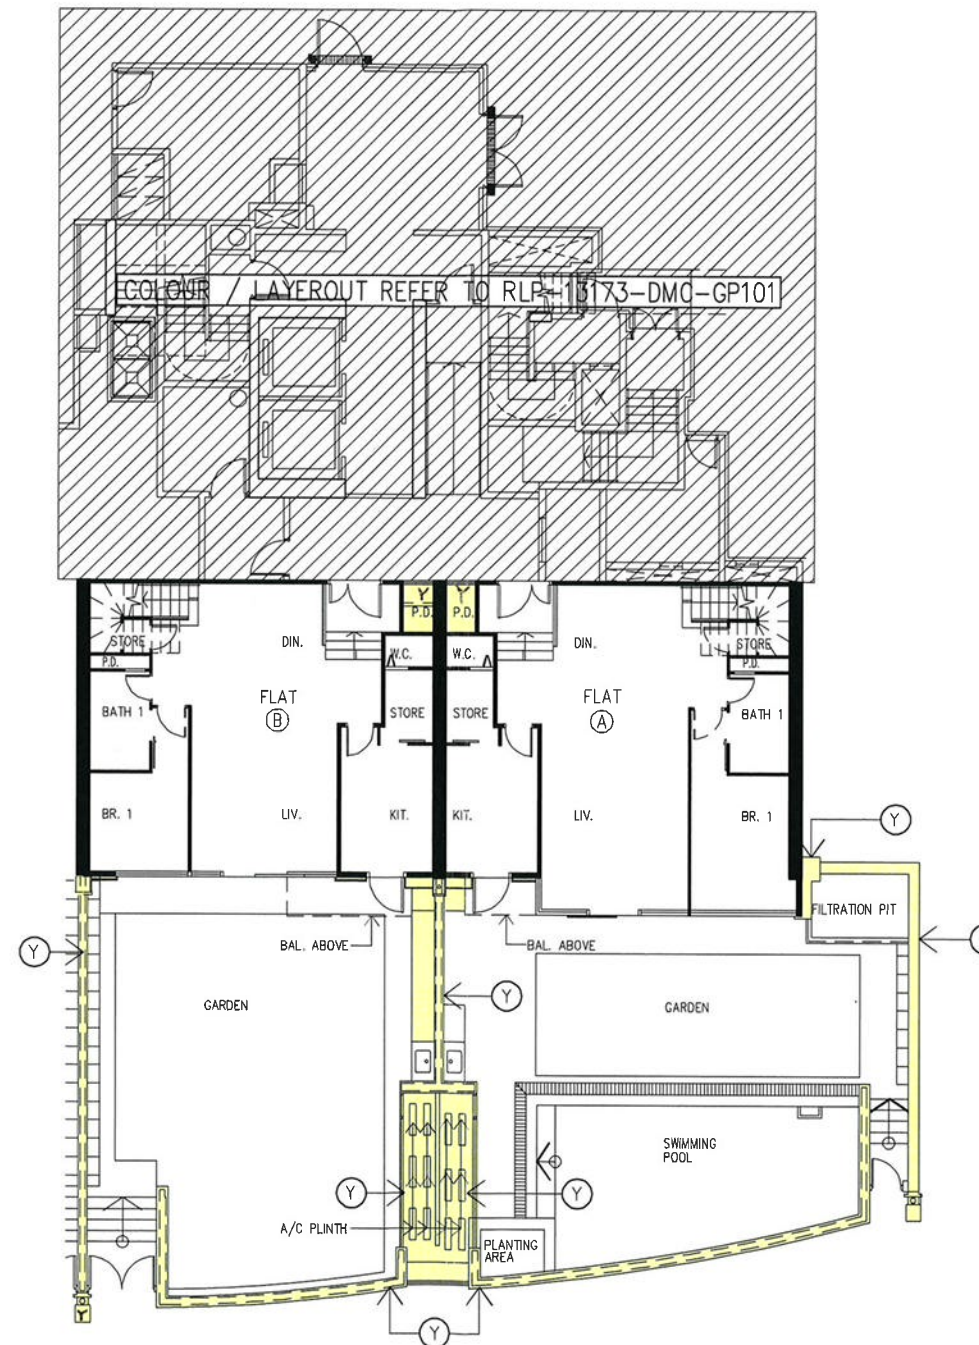 COLOUR / LAYEROUT REFER TO RLP-13173-DMC-GP101
Y
Y
P.D.
P.D.
STORE
DIN.
W.C.
W.C.
DIN.
STORE
P.D.
P.D.
FLAT
B
FLAT
A
BATH 1
STORE
STORE
BATH 1
BR. 1
LIV.
KIT.
KIT.
LIV.
BR. 1
Y
FILTRATION PIT
Y
BAL. ABOVE
BAL. ABOVE
Y
GARDEN
GARDEN
SWIMMING
POOL
Y
Y
A/C PLINTH
PLANTING
AREA
Y
Y